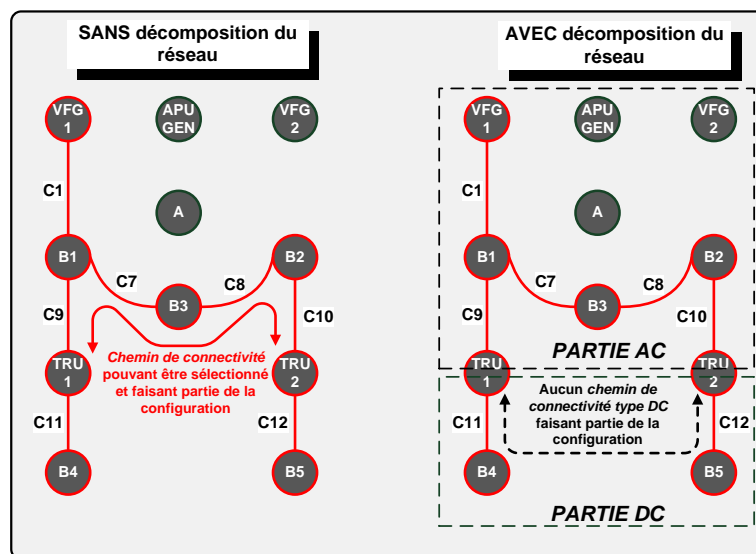 SANS décomposition du
réseau
VFG
1
APU
GEN
VFG
2
C1
A
B1
B2
C7
C8
B3
C9
C10
Chemin de connectivité
pouvant être sélectionné
et faisant partie de la
configuration
TRU
1
TRU
2
C11
C12
B4
B5
AVEC décomposition du
réseau
VFG
1
APU
GEN
VFG
2
C1
A
B1
B2
C7
C8
B3
C9
C10
PARTIE AC
TRU
1
TRU
2
Aucun chemin de
connectivité type DC
faisant partie de la
configuration
C11
C12
B4
B5
PARTIE DC